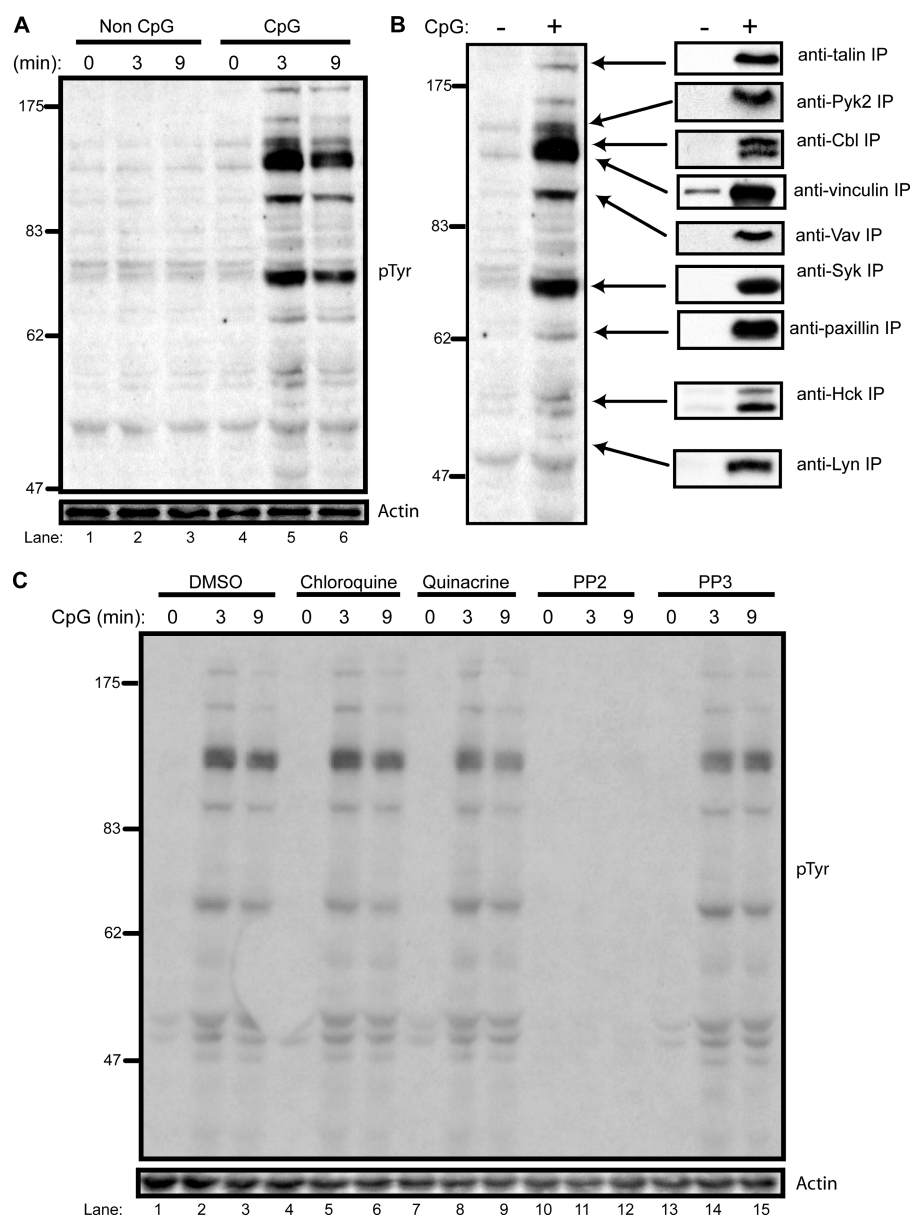 A
Non CpG CpG
(min): 0 3 9 0 3 9
175
83
pTyr
62
47
Actin
Lane: 1 2 3 4 5 6
B
CpG: - + - +
175
83
62
47
anti-talin IP
anti-Pyk2 IP
anti-Cbl IP
anti-vinculin IP
anti-Vav IP
anti-Syk IP
anti-paxillin IP
anti-Hck IP
anti-Lyn IP
C
DMSO Chloroquine Quinacrine PP2 PP3
CpG (min): 0 3 9 0 3 9 0 3 9 0 3 9 0 3 9
175
83
pTyr
62
47
Actin
Lane: 1 2 3 4 5 6 7 8 9 10 11 12 13 14 15